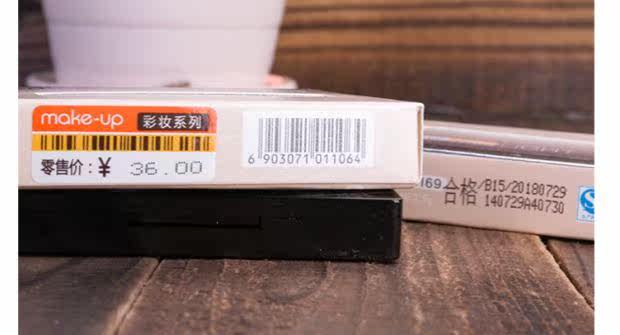 make-up 彩妆系列
零售价：¥ 36.00
6 903071 011064
169 合格/B15/20180729
140729A40730